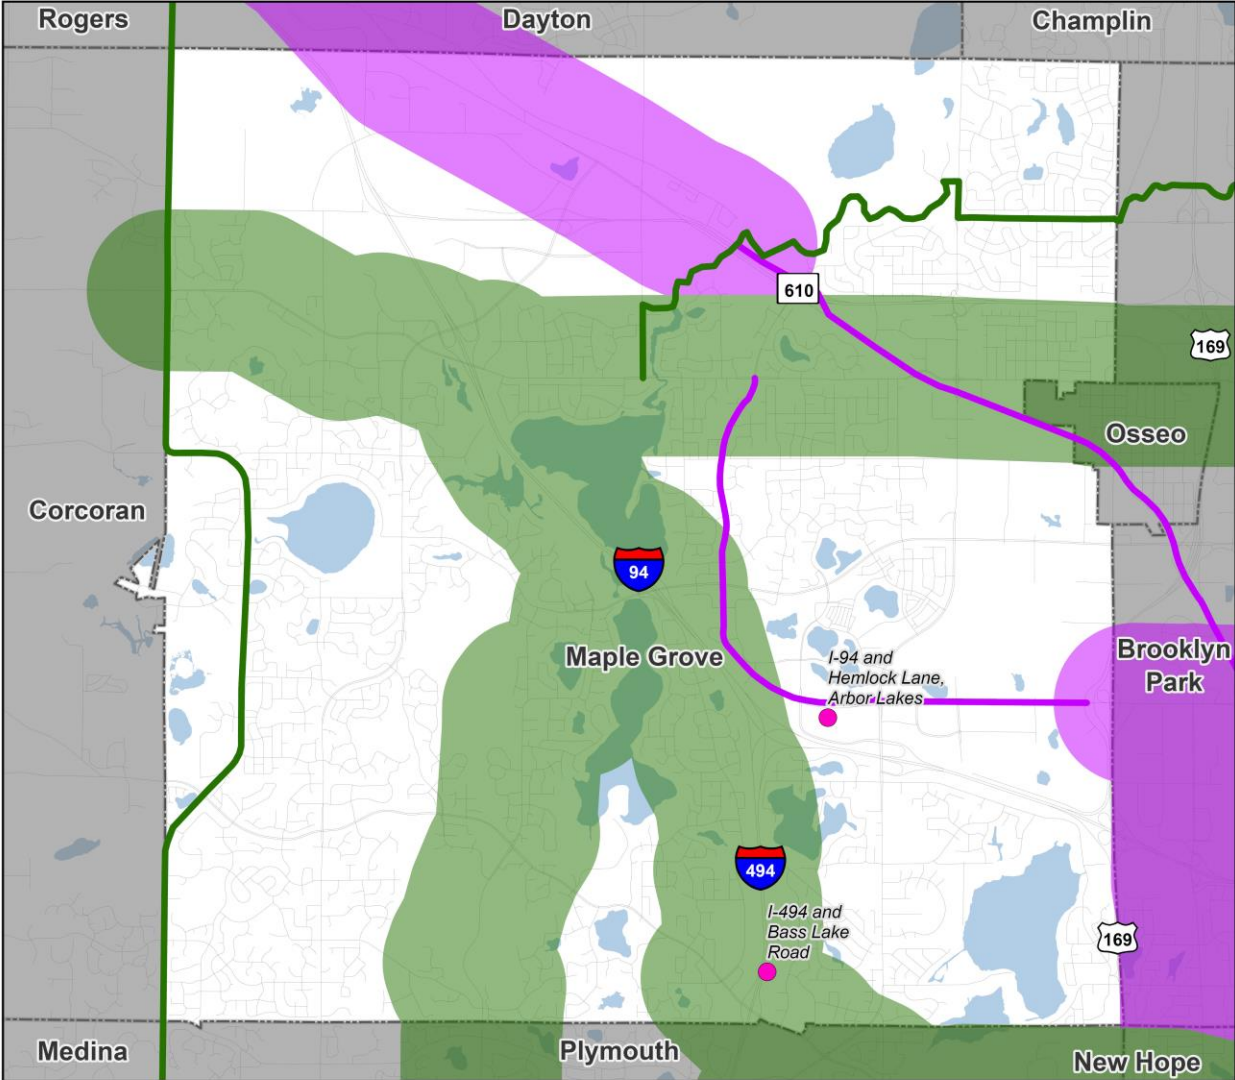 Rogers
Dayton
Champlin
610
169
Osseo
Corcoran
94
Maple Grove
I-94 and
Hemlock Lane,
Arbor Lakes
Brooklyn
Park
494
I-494 and
Bass Lake
Road
169
Medina
Plymouth
New Hope